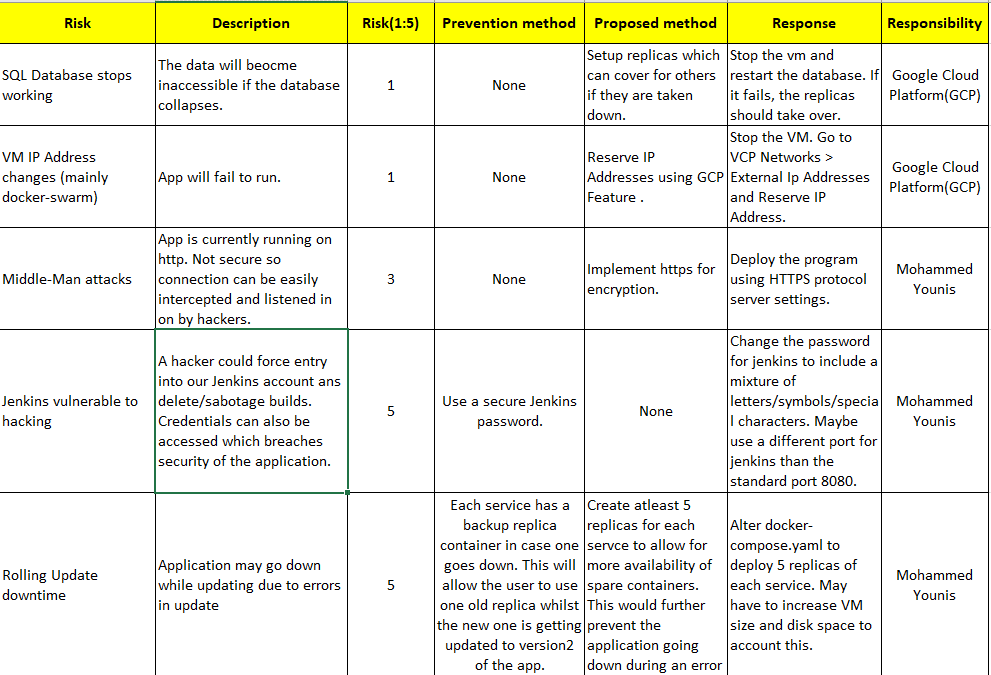 Risk
Description
Risk(1:5)
Prevention method
Proposed method
Response
Responsibility
SQL Database stops
working
The data will beocme
inaccessible if the database
collapses.
1
None
Setup replicas which
can cover for others
if they are taken
down.
Stop the vm and
restart the database. If
it fails, the replicas
should take over.
Google Cloud
Platform(GCP)
VM IP Address
changes (mainly
docker-swarm)
App will fail to run.
1
None
Reserve IP
Addresses using GCP
Feature .
Stop the VM. Go to
VCP Networks >
External Ip Addresses
and Reserve IP
Address.
Google Cloud
Platform(GCP)
Middle-Man attacks
App is currently running on
http. Not secure so
connection can be easily
intercepted and listened in
on by hackers.
3
None
Implement https for
encryption.
Deploy the program
using HTTPS protocol
server settings.
Mohammed
Younis
Jenkins vulnerable to
hacking
A hacker could force entry
into our Jenkins account ans
delete/sabotage builds.
Credentials can also be
accessed which breaches
security of the application.
5
Use a secure Jenkins
password.
None
Change the password
for jenkins to include a
mixture of
letters/symbols/specia
l characters. Maybe
use a different port for
jenkins than the
standard port 8080.
Mohammed
Younis
Rolling Update
downtime
Application may go down
while updating due to errors
in update
5
Each service has a
backup replica
container in case one
goes down. This will
allow the user to use
one old replica whilst
the new one is getting
updated to version2
of the app.
Create atleast 5
replicas for each
servce to allow for
more availability of
spare containers.
This would further
prevent the
application going
down during an error
Alter docker-
compose.yaml to
deploy 5 replicas of
each service. May
have to increase VM
size and disk space to
account this.
Mohammed
Younis